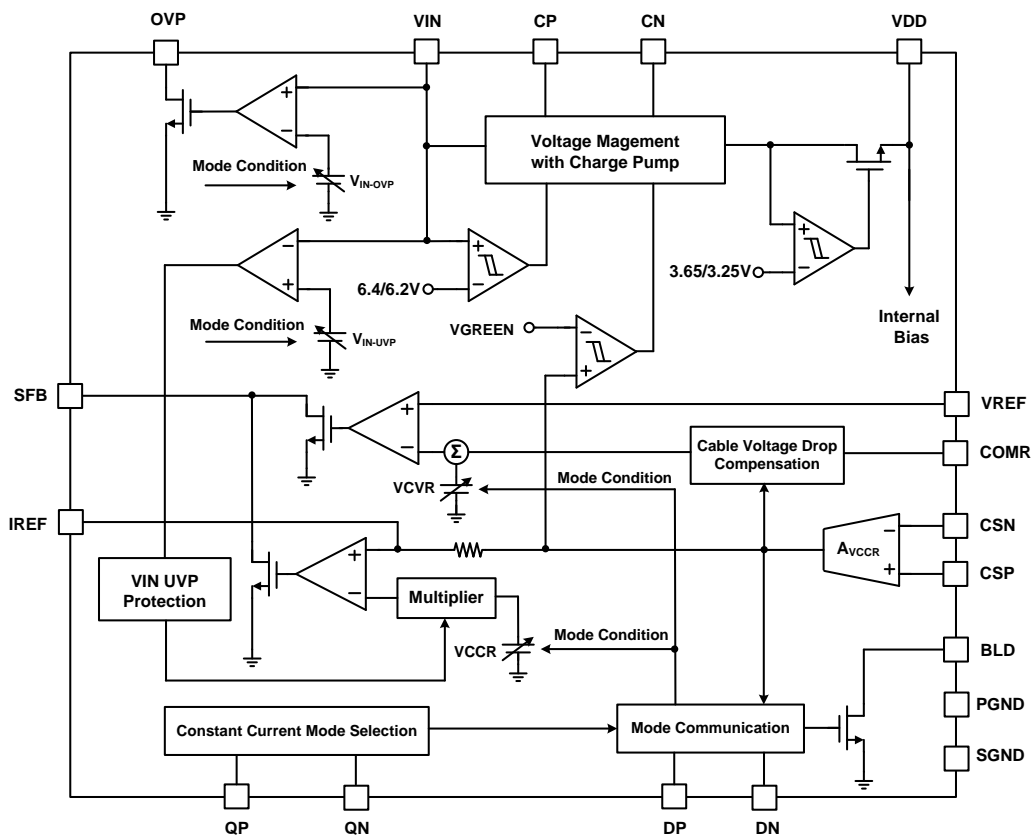 OVP
VIN
CP
CN
VDD
+
−
Voltage Magement
with Charge Pump
Mode Condition
VIN-OVP
−
+
+
−
6.4/6.2V
+
−
3.65/3.25V
Internal
Bias
Mode Condition
VIN-UVP
VGREEN
−
+
SFB
+
−
VREF
Σ
Cable Voltage Drop
Compensation
COMR
VCVR
Mode Condition
IREF
CSN
−
AVCCR
+
CSP
+
−
VIN UVP
Protection
Multiplier
Mode Condition
VCCR
BLD
PGND
Constant Current Mode Selection
Mode Communication
SGND
QP
QN
DP
DN